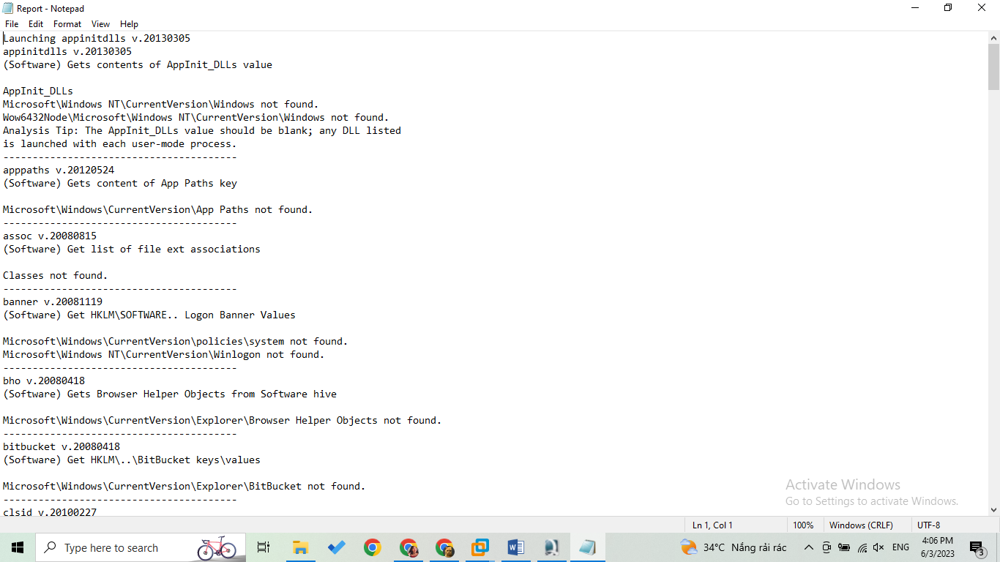 Report - Notepad
File Edit Format View Help
Launching appinitdlls v.20130305
appinitdlls v.20130305
(Software) Gets contents of AppInit_DLLs value
AppInit_DLLs
Microsoft\Windows NT\CurrentVersion\Windows not found.
Wow6432Node\Microsoft\Windows NT\CurrentVersion\Windows not found.
Analysis Tip: The AppInit_DLLs value should be blank; any DLL listed
is launched with each user-mode process.
----------------------------------------
apppaths v.20120524
(Software) Gets content of App Paths key
Microsoft\Windows\CurrentVersion\App Paths not found.
----------------------------------------
assoc v.20080815
(Software) Get list of file ext associations
Classes not found.
----------------------------------------
banner v.20081119
(Software) Get HKLM\SOFTWARE.. Logon Banner Values
Microsoft\Windows\CurrentVersion\policies\system not found.
Microsoft\Windows NT\CurrentVersion\Winlogon not found.
----------------------------------------
bho v.20080418
(Software) Gets Browser Helper Objects from Software hive
Microsoft\Windows\CurrentVersion\Explorer\Browser Helper Objects not found.
----------------------------------------
bitbucket v.20080418
(Software) Get HKLM\..\BitBucket keys\values
Microsoft\Windows\CurrentVersion\Explorer\BitBucket not found.
----------------------------------------
clsid v.20100227
Activate Windows
Go to Settings to activate Windows.
Ln 1, Col 1 100% Windows (CRLF) UTF-8
Type here to search
34°C Nắng rải rác
ENG
4:06 PM
6/3/2023
3